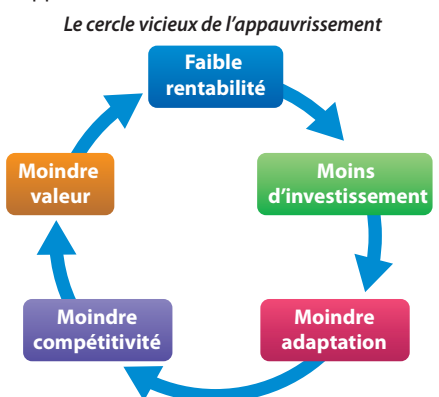 Le cercle vicieux de l'appauvrissement
Faible
rentabilité
Moins
d'investissement
Moindre
adaptation
Moindre
compétitivité
Moindre
valeur